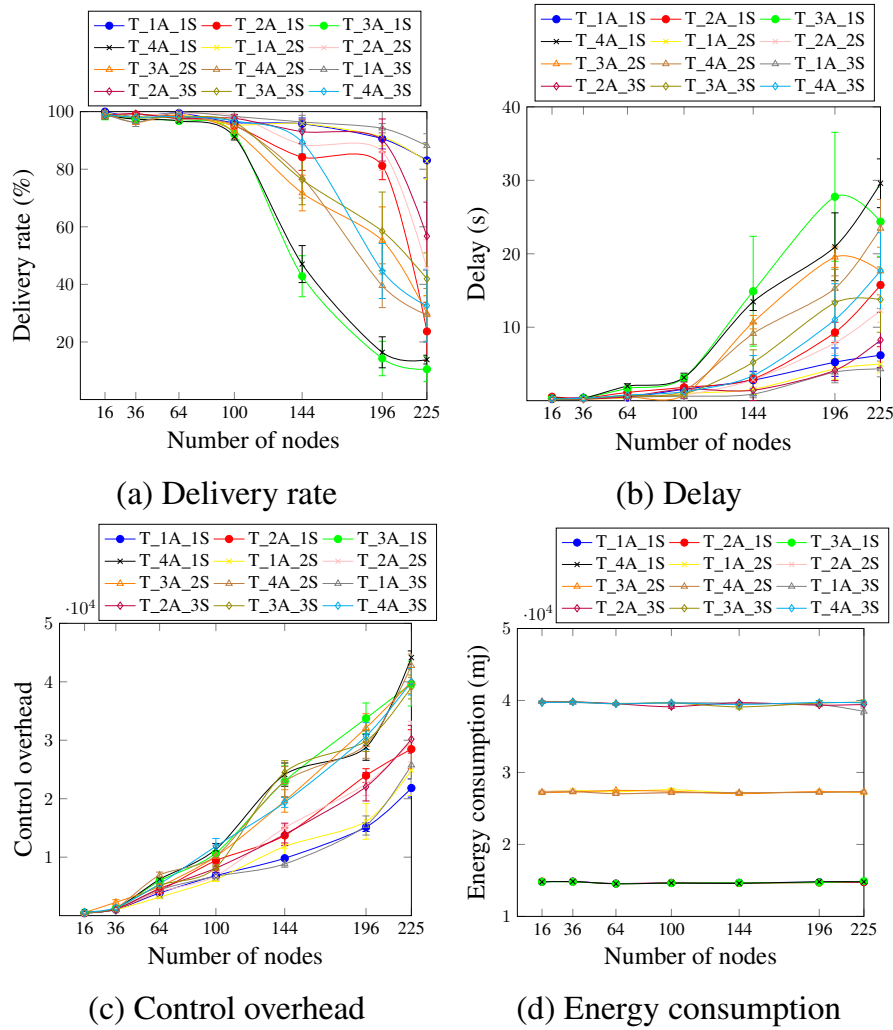 T_1A_1S T_2A_1S T_3A_1S
T_4A_1S T_1A_2S T_2A_2S
T_3A_2S T_4A_2S T_1A_3S
T_2A_3S T_3A_3S T_4A_3S
100
80
60
40
20
Delivery rate (%)
16 36 64 100 144 196 225
Number of nodes
(a) Delivery rate
T_1A_1S T_2A_1S T_3A_1S
T_4A_1S T_1A_2S T_2A_2S
T_3A_2S T_4A_2S T_1A_3S
T_2A_3S T_3A_3S T_4A_3S
40
30
20
10
0
Delay (s)
16 36 64 100 144 196 225
Number of nodes
(b) Delay
T_1A_1S T_2A_1S T_3A_1S
T_4A_1S T_1A_2S T_2A_2S
T_3A_2S T_4A_2S T_1A_3S
T_2A_3S T_3A_3S T_4A_3S
·10⁴
5
4
3
2
1
Control overhead
16 36 64 100 144 196 225
Number of nodes
(c) Control overhead
T_1A_1S T_2A_1S T_3A_1S
T_4A_1S T_1A_2S T_2A_2S
T_3A_2S T_4A_2S T_1A_3S
T_2A_3S T_3A_3S T_4A_3S
·10⁴
5
4
3
2
1
Energy consumption (mj)
16 36 64 100 144 196 225
Number of nodes
(d) Energy consumption